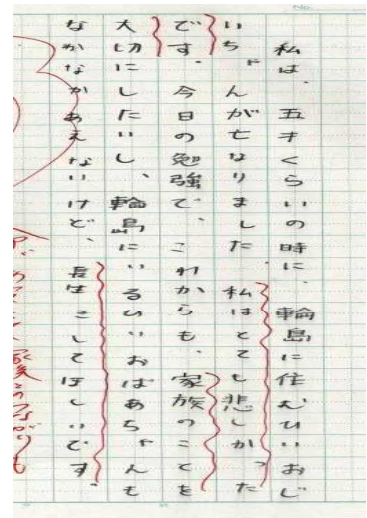 私は、五才くらいの時に、輪島に住むひいおじ
いちゃんが亡なりました 私はとても悲しかった
です。今日の勉強で、これからも、家族のことを
大切にしたいし、輪島にいるひいおばあちゃんも
なかなかあえないけど、長生こしてほしいです。